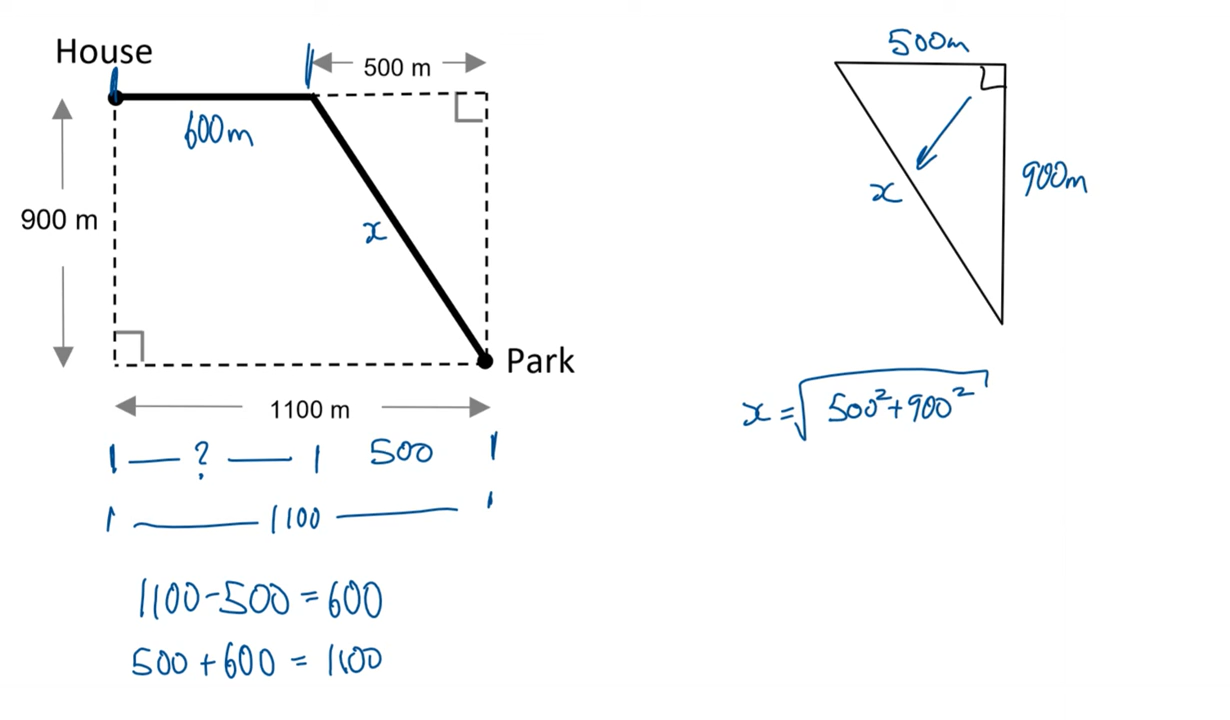 House
500 m
600m
900 m
x
Park
1100 m
? 500
1100
1100-500=600
500+600=1100
500m
x
900m
x=√500²+900²